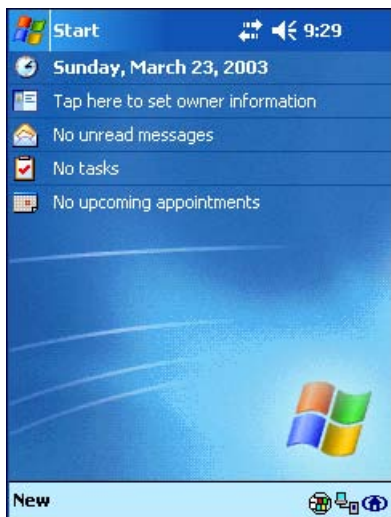 Start 9:29
Sunday, March 23, 2003
Tap here to set owner information
No unread messages
No tasks
No upcoming appointments
New